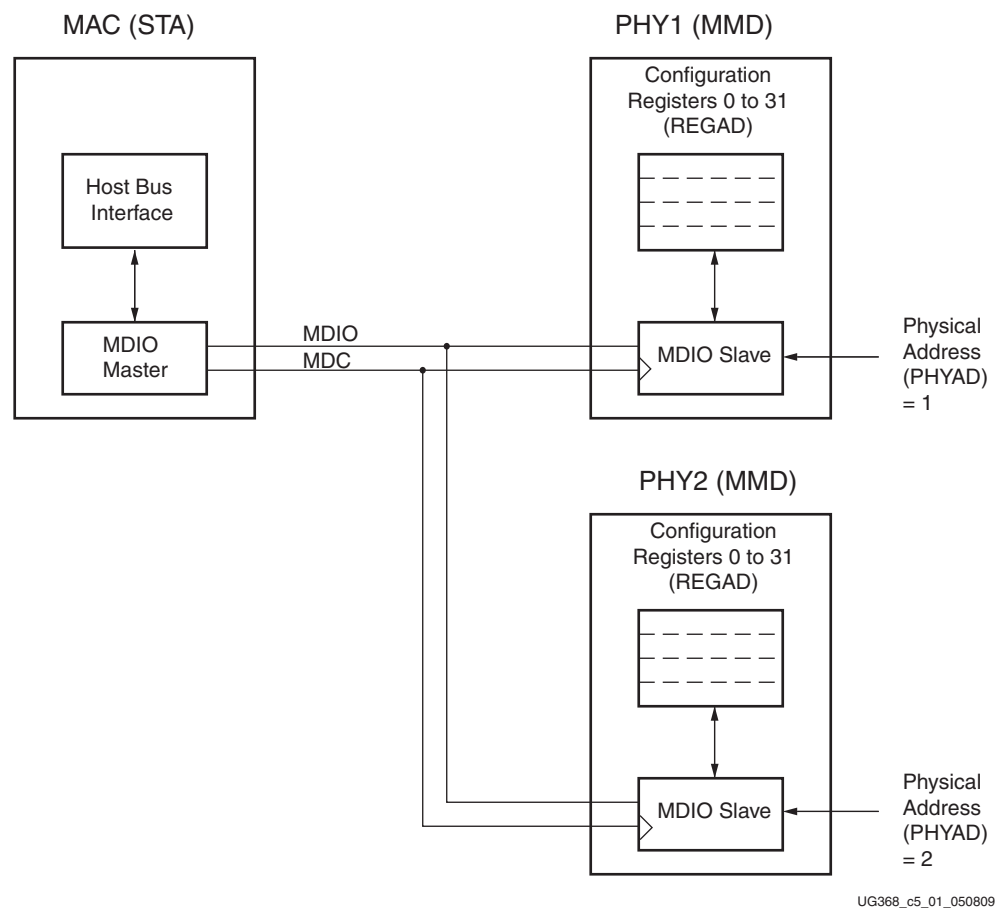 MAC (STA)
PHY1 (MMD)
Configuration
Registers 0 to 31
(REGAD)
Host Bus
Interface
MDIO
Master
MDIO
MDC
MDIO Slave
Physical
Address
(PHYAD)
= 1
PHY2 (MMD)
Configuration
Registers 0 to 31
(REGAD)
MDIO Slave
Physical
Address
(PHYAD)
= 2
UG368_c5_01_050809